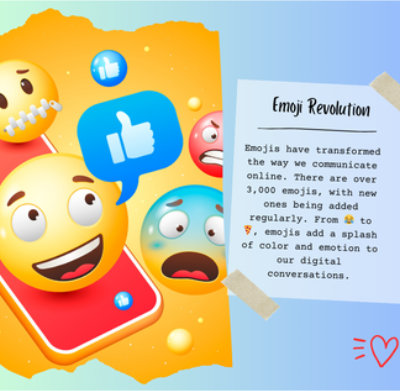 Emoji Revolution
Emojis have transformed
the way we communicate
online. There are over
3,000 emojis, with new
ones being added
regularly. From 😂 to
🍕, emojis add a splash
of color and emotion to
our digital
conversations.